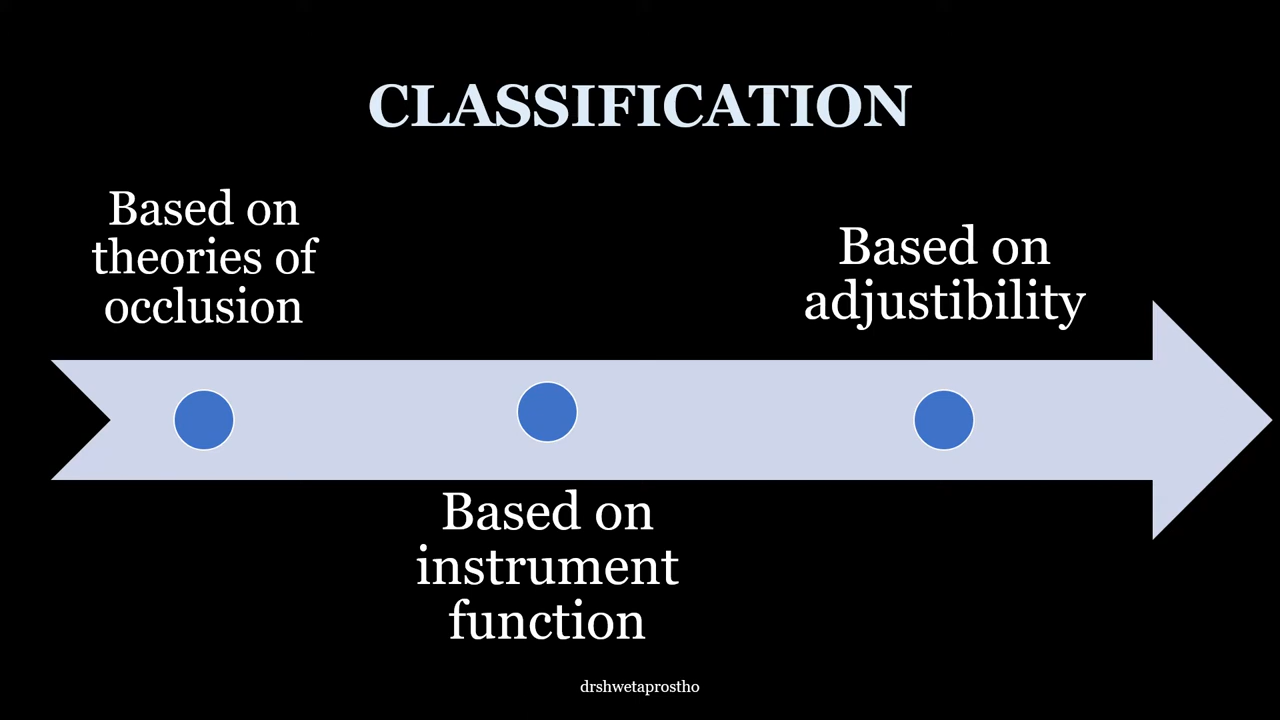 CLASSIFICATION
Based on
theories of
occlusion
Based on
instrument
function
Based on
adjustibility
drshwetaprostho